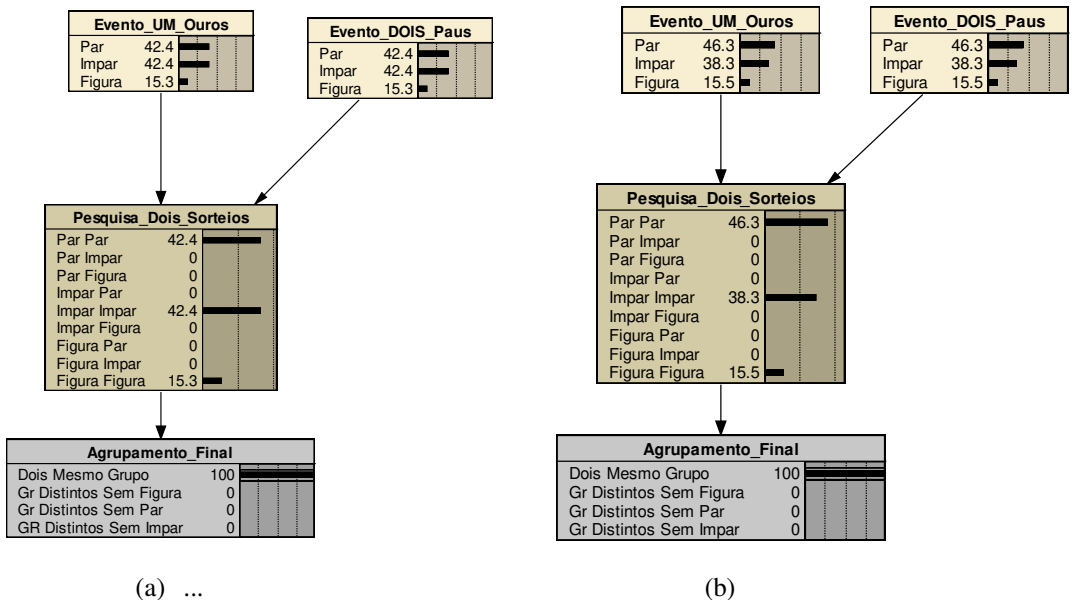 Evento_UM_Ouros
Par 42.4
Impar 42.4
Figura 15.3
Evento_DOIS_Paus
Par 42.4
Impar 42.4
Figura 15.3
Pesquisa_Dois_Sorteios
Par Par 42.4
Par Impar 0
Par Figura 0
Impar Par 0
Impar Impar 42.4
Impar Figura 0
Figura Par 0
Figura Impar 0
Figura Figura 15.3
Agrupamento_Final
Dois Mesmo Grupo 100
Gr Distintos Sem Figura 0
Gr Distintos Sem Par 0
GR Distintos Sem Impar 0
(a) ...
Evento_UM_Ouros
Par 46.3
Impar 38.3
Figura 15.5
Evento_DOIS_Paus
Par 46.3
Impar 38.3
Figura 15.5
Pesquisa_Dois_Sorteios
Par Par 46.3
Par Impar 0
Par Figura 0
Impar Par 0
Impar Impar 38.3
Impar Figura 0
Figura Par 0
Figura Impar 0
Figura Figura 15.5
Agrupamento_Final
Dois Mesmo Grupo 100
Gr Distintos Sem Figura 0
Gr Distintos Sem Par 0
Gr Distintos Sem Impar 0
(b)